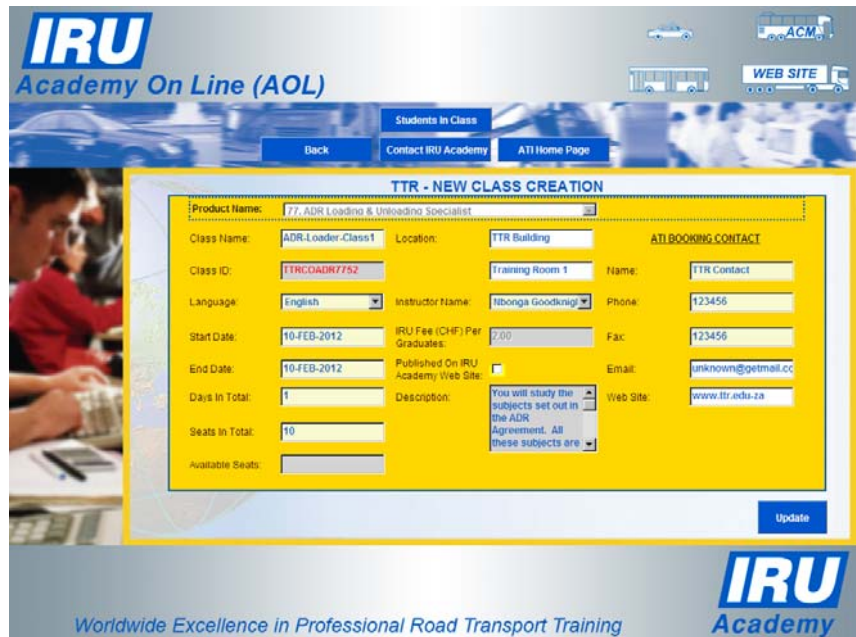 IRU
Academy On Line (AOL)
ACM
WEB SITE
Students In Class
Back
Contact IRU Academy
ATI Home Page
TTR - NEW CLASS CREATION
Product Name: 77. ADR Loading & Unloading Specialist
Class Name: ADR-Loader-Class1 Location: TTR Building ATI BOOKING CONTACT
Class ID: TTRCOADR7752 Training Room 1 Name: TTR Contact
Language: English Instructor Name: Nbonga Goodknigl Phone: 123456
Start Date: 10-FEB-2012 IRU Fee (CHF) Per Graduates: 2.00 Fax: 123456
End Date: 10-FEB-2012 Published On IRU Academy Web Site: Email: unknown@getmail.cc
Days In Total: 1 Description: You will study the Web Site: www.ttr.edu-za
subjects set out in
the ADR
Agreement. All
these subjects are
Seats In Total: 10
Available Seats:
Update
IRU
Academy
Worldwide Excellence in Professional Road Transport Training